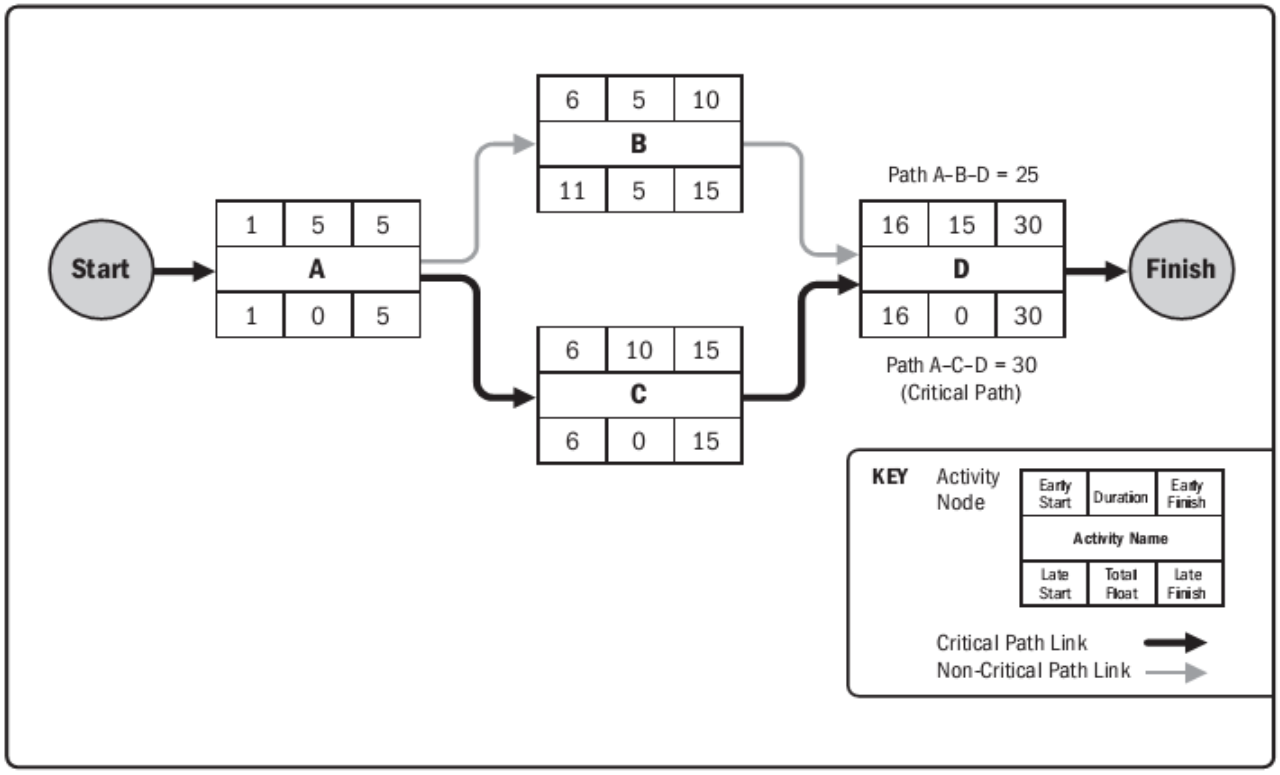 Start
1 5 5
A
1 0 5
6 5 10
B
11 5 15
6 10 15
C
6 0 15
Path A–B–D = 25
16 15 30
D
16 0 30
Path A–C–D = 30
(Critical Path)
Finish
KEY
Activity
Node
Early
Start
Duration
Early
Finish
Activity Name
Late
Start
Total
Float
Late
Finish
Critical Path Link
Non-Critical Path Link